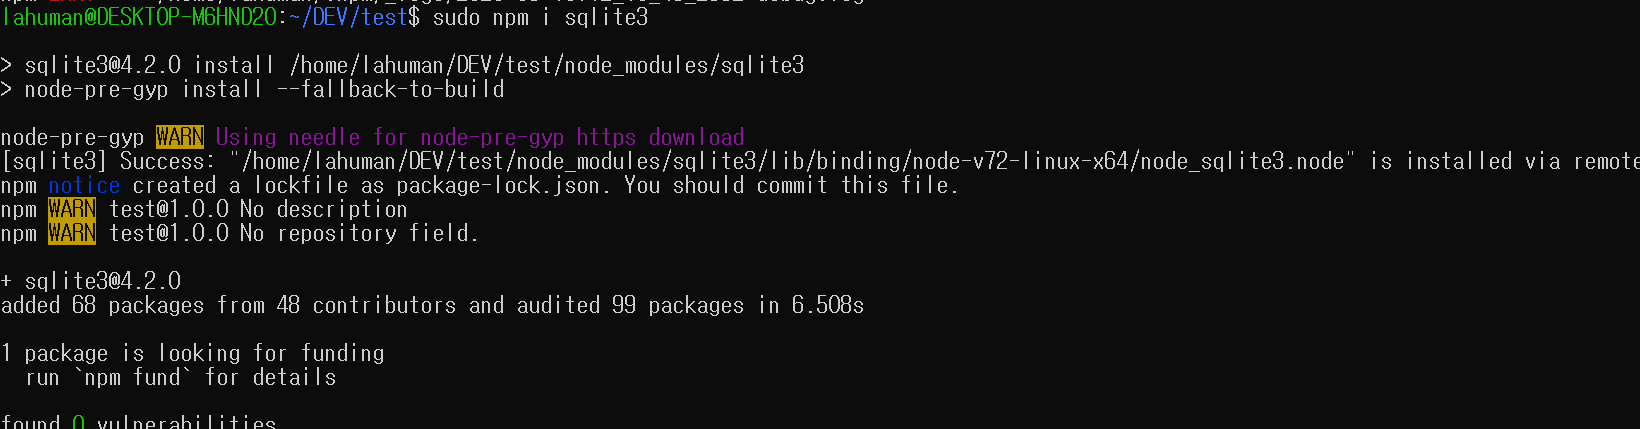 lahuman@DESKTOP-M6HND2O:~/DEV/test$ sudo npm i sqlite3
> sqlite3@4.2.0 install /home/lahuman/DEV/test/node_modules/sqlite3
> node-pre-gyp install --fallback-to-build
node-pre-gyp WARN Using needle for node-pre-gyp https download
[sqlite3] Success: "/home/lahuman/DEV/test/node_modules/sqlite3/lib/binding/node-v72-linux-x64/node_sqlite3.node" is installed via remote
npm notice created a lockfile as package-lock.json. You should commit this file.
npm WARN test@1.0.0 No description
npm WARN test@1.0.0 No repository field.
+ sqlite3@4.2.0
added 68 packages from 48 contributors and audited 99 packages in 6.508s
1 package is looking for funding
  run `npm fund` for details
found 0 vulnerabilities